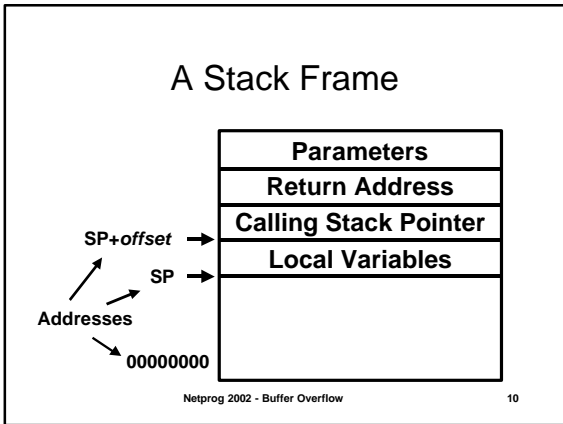 A Stack Frame
Parameters
Return Address
Calling Stack Pointer
SP+offset
Local Variables
SP
Addresses
00000000
Netprog 2002 - Buffer Overflow
10